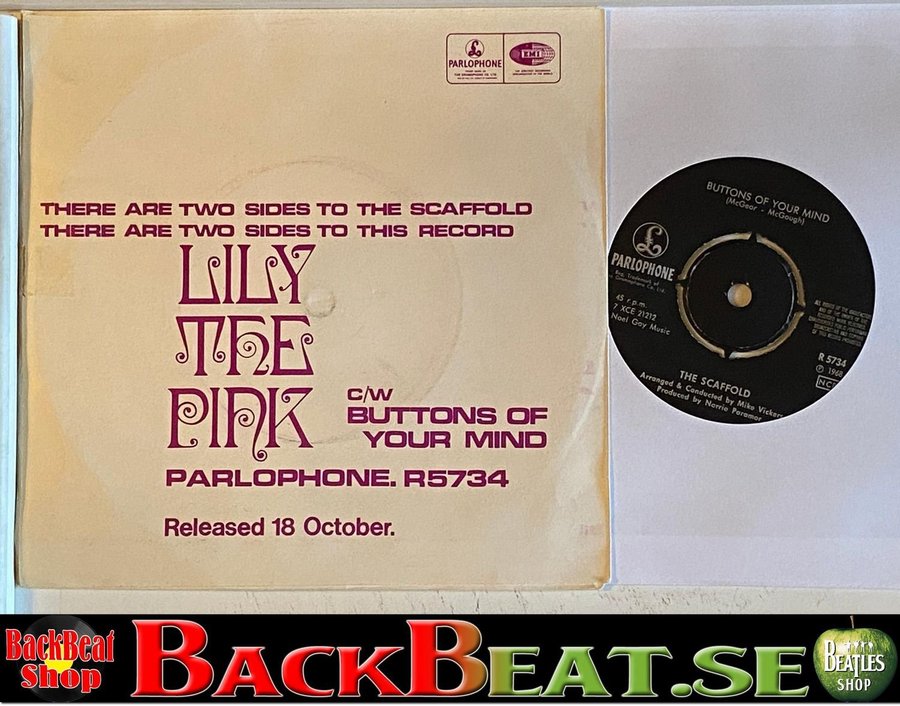 PARLOPHONE
EMI
THERE ARE TWO SIDES TO THE SCAFFOLD
THERE ARE TWO SIDES TO THIS RECORD
LILY
THE
PINK
C/W
BUTTONS OF
YOUR MIND
PARLOPHONE. R5734
Released 18 October.
BUTTONS OF YOUR MIND
(McGear - McGough)
£
PARLOPHONE
45 r.p.m.
7 XCE 21212
Noel Gay Music
R 5734
℗ 1968
NCB
THE SCAFFOLD
Arranged & Conducted by Mike Vickers
Produced by Norrie Paramor
BackBeat
Shop
BACKBEAT.SE
BEATLES
SHOP